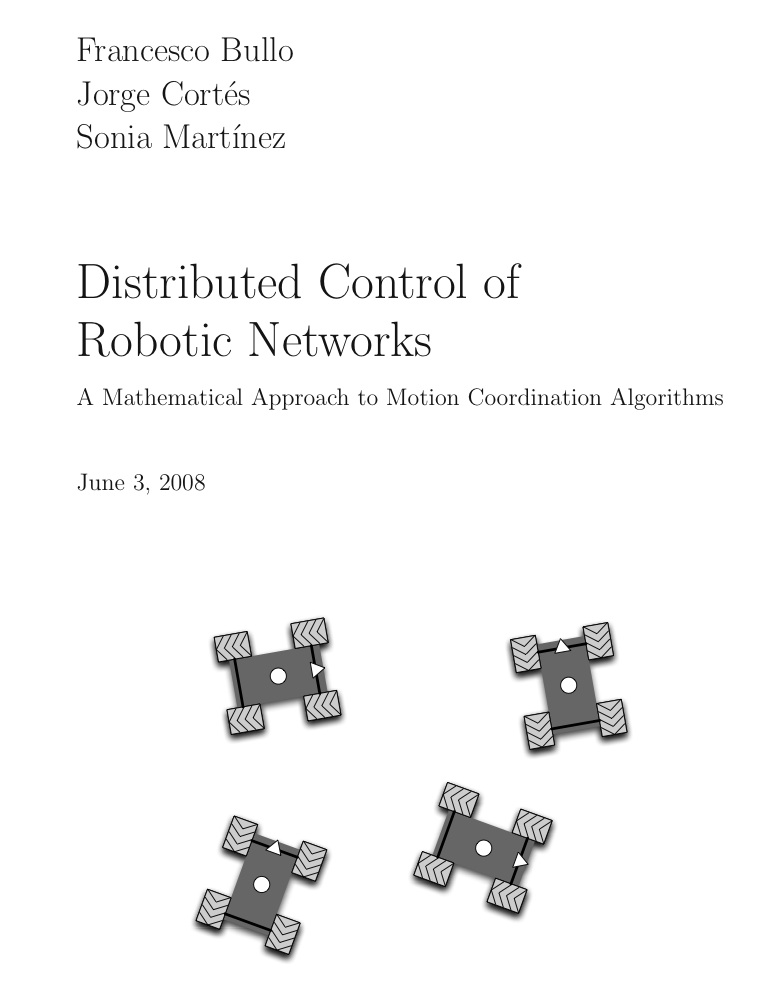 Francesco Bullo
Jorge Cortés
Sonia Martínez
Distributed Control of
Robotic Networks
A Mathematical Approach to Motion Coordination Algorithms
June 3, 2008